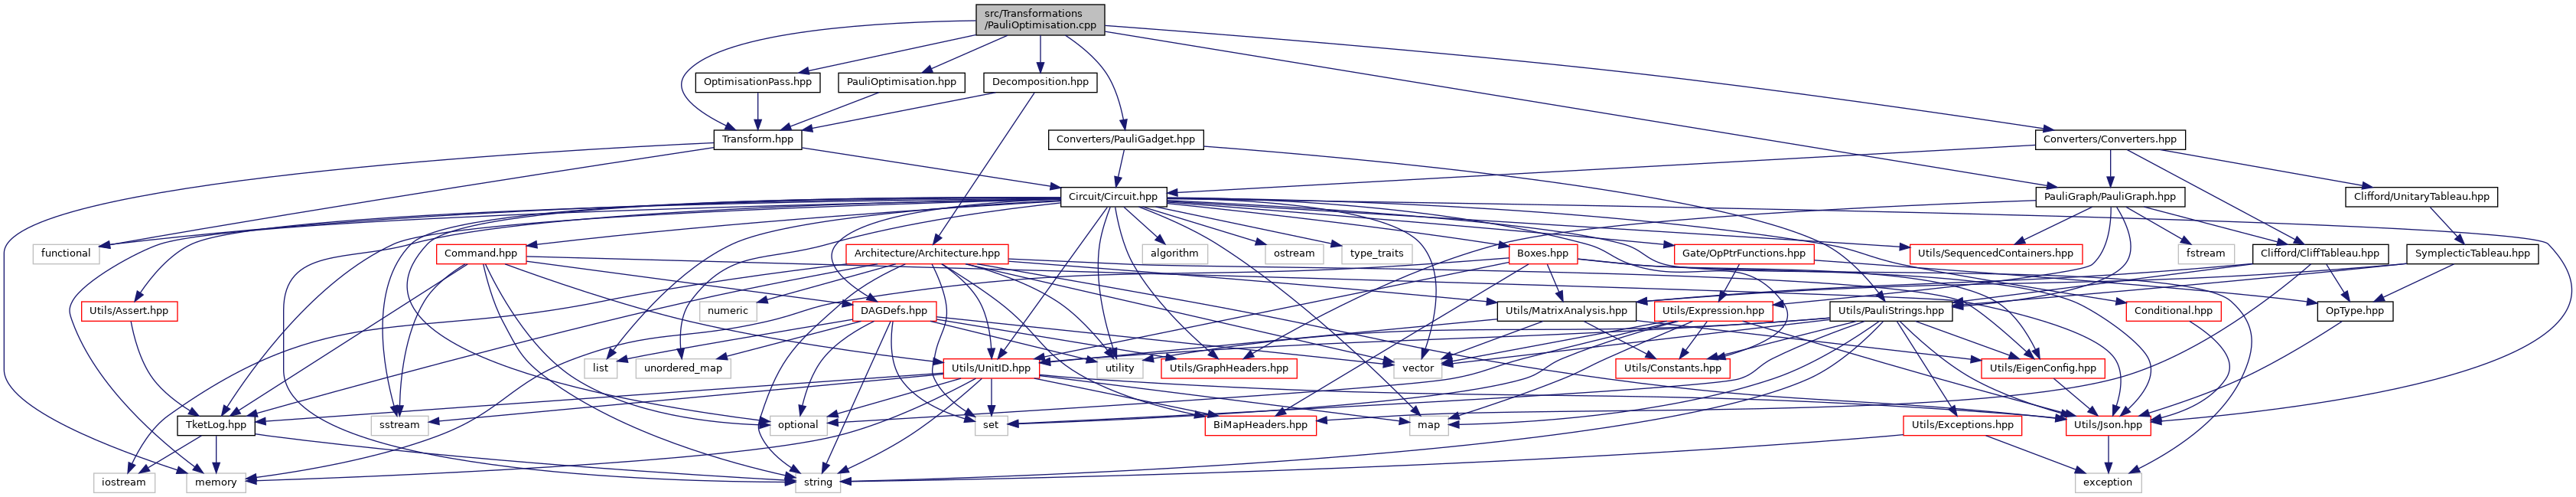 src/Transformations
/PauliOptimisation.cpp
OptimisationPass.hpp
PauliOptimisation.hpp
Decomposition.hpp
Transform.hpp
Converters/PauliGadget.hpp
Converters/Converters.hpp
Circuit/Circuit.hpp
PauliGraph/PauliGraph.hpp
Clifford/UnitaryTableau.hpp
functional
Command.hpp
Architecture/Architecture.hpp
algorithm
ostream
type_traits
Boxes.hpp
Gate/OpPtrFunctions.hpp
Utils/SequencedContainers.hpp
fstream
Clifford/CliffTableau.hpp
SymplecticTableau.hpp
Utils/Assert.hpp
numeric
DAGDefs.hpp
Utils/MatrixAnalysis.hpp
Utils/Expression.hpp
Utils/PauliStrings.hpp
Conditional.hpp
OpType.hpp
list
unordered_map
Utils/UnitID.hpp
utility
Utils/GraphHeaders.hpp
vector
Utils/Constants.hpp
Utils/EigenConfig.hpp
TketLog.hpp
sstream
optional
set
BiMapHeaders.hpp
map
Utils/Exceptions.hpp
Utils/Json.hpp
iostream
memory
string
exception